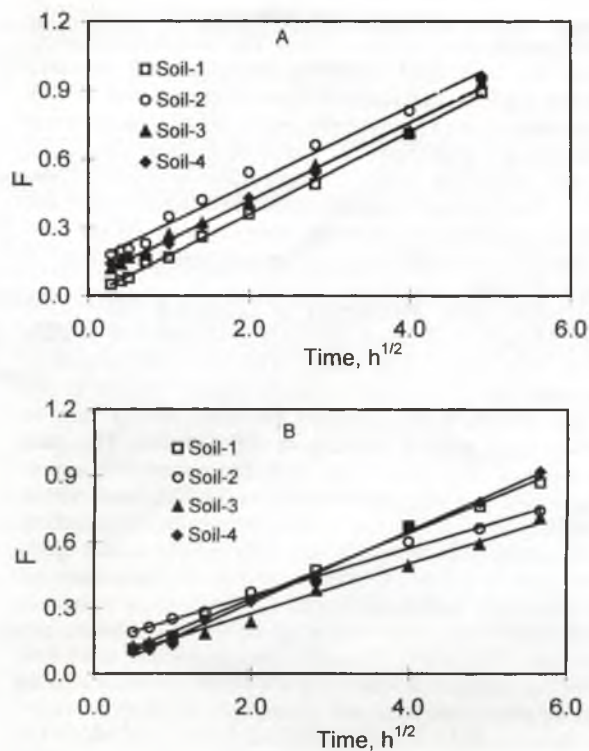 A
1.2
0.9
0.6
0.3
0.0
F
Soil-1
Soil-2
Soil-3
Soil-4
0.0 2.0 4.0 6.0
Time, h1/2
B
1.2
0.9
0.6
0.3
0.0
F
Soil-1
Soil-2
Soil-3
Soil-4
0.0 2.0 4.0 6.0
Time, h1/2